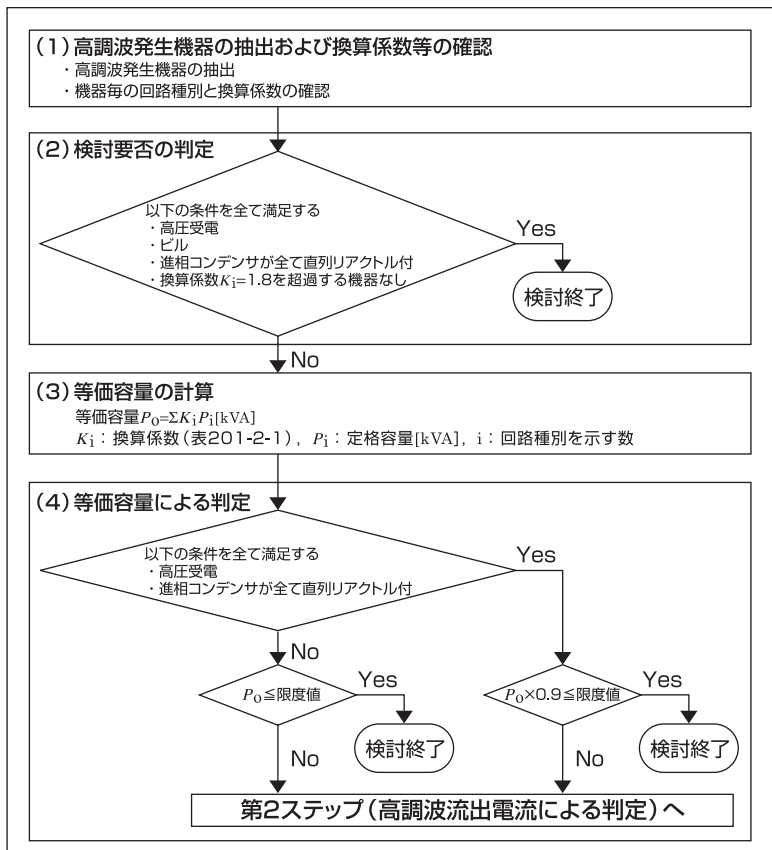 (1)高調波発生機器の抽出および換算係数等の確認
・高調波発生機器の抽出
・機器毎の回路種別と換算係数の確認
(2)検討要否の判定
以下の条件を全て満足する
・高圧受電
・ビル
・進相コンデンサが全て直列リアクトル付
・換算係数Ki=1.8を超過する機器なし
Yes
検討終了
No
(3)等価容量の計算
等価容量P0=ΣKiPi[kVA]
Ki：換算係数(表201-2-1)，Pi：定格容量[kVA]，i：回路種別を示す数
(4)等価容量による判定
以下の条件を全て満足する
・高圧受電
・進相コンデンサが全て直列リアクトル付
Yes
No
P0≦限度値
Yes
検討終了
No
P0×0.9≦限度値
Yes
検討終了
No
第2ステップ(高調波流出電流による判定)へ